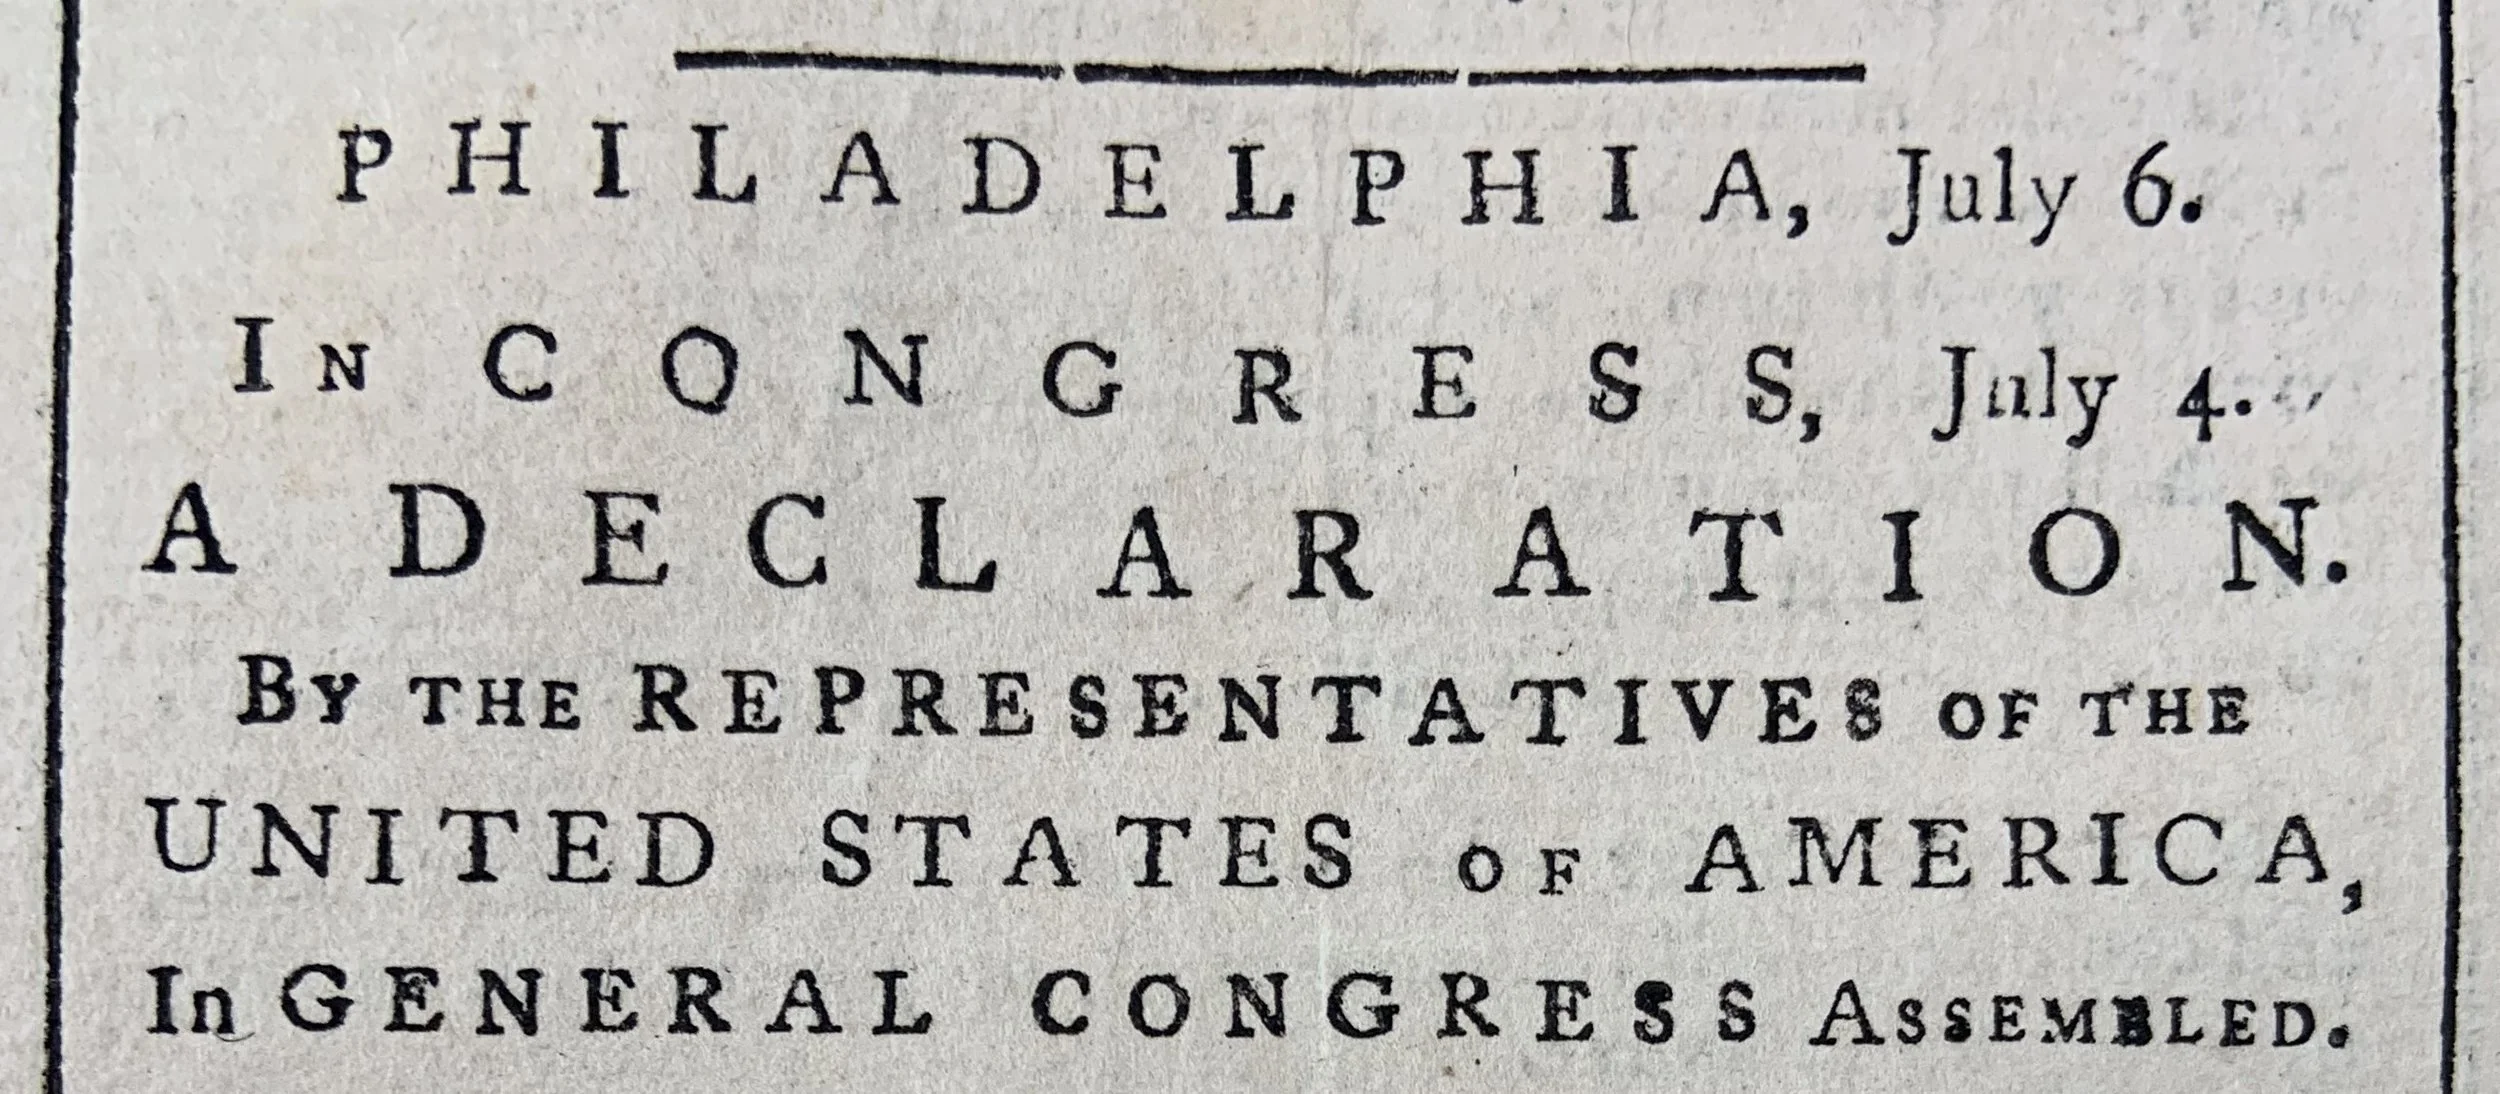 PHILADELPHIA, July 6.
In CONGRESS, July 4.
A DECLARATION.
By the REPRESENTATIVES of the
UNITED STATES of AMERICA,
In GENERAL CONGRESS Assembled.